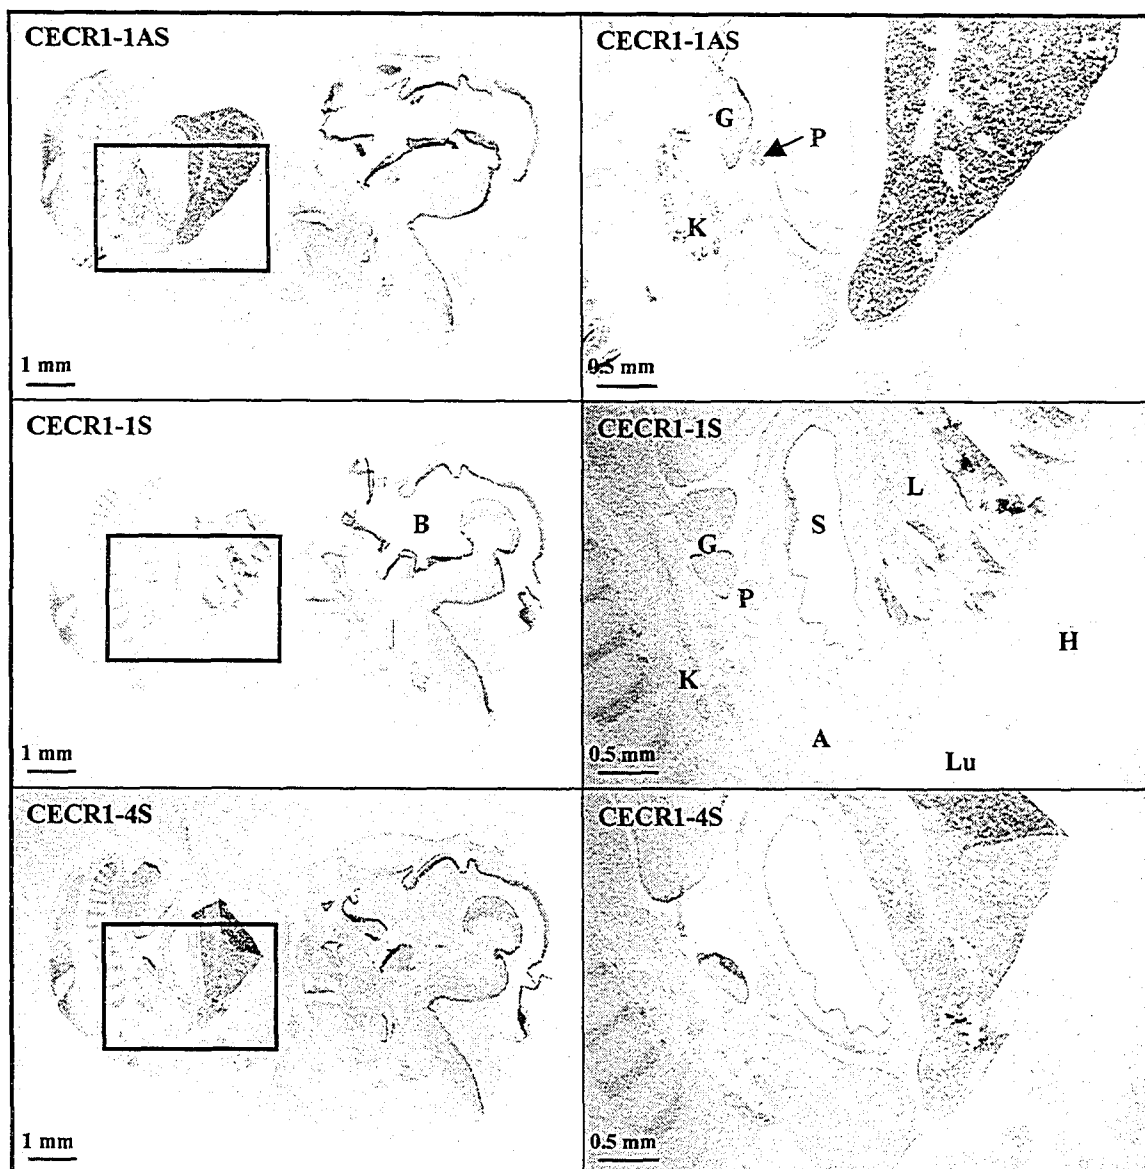 CECR1-1AS
1 mm
CECR1-1AS
G
P
K
0.5 mm
CECR1-1S
B
1 mm
CECR1-1S
L
S
G
P
H
K
A
Lu
0.5 mm
CECR1-4S
1 mm
CECR1-4S
0.5 mm